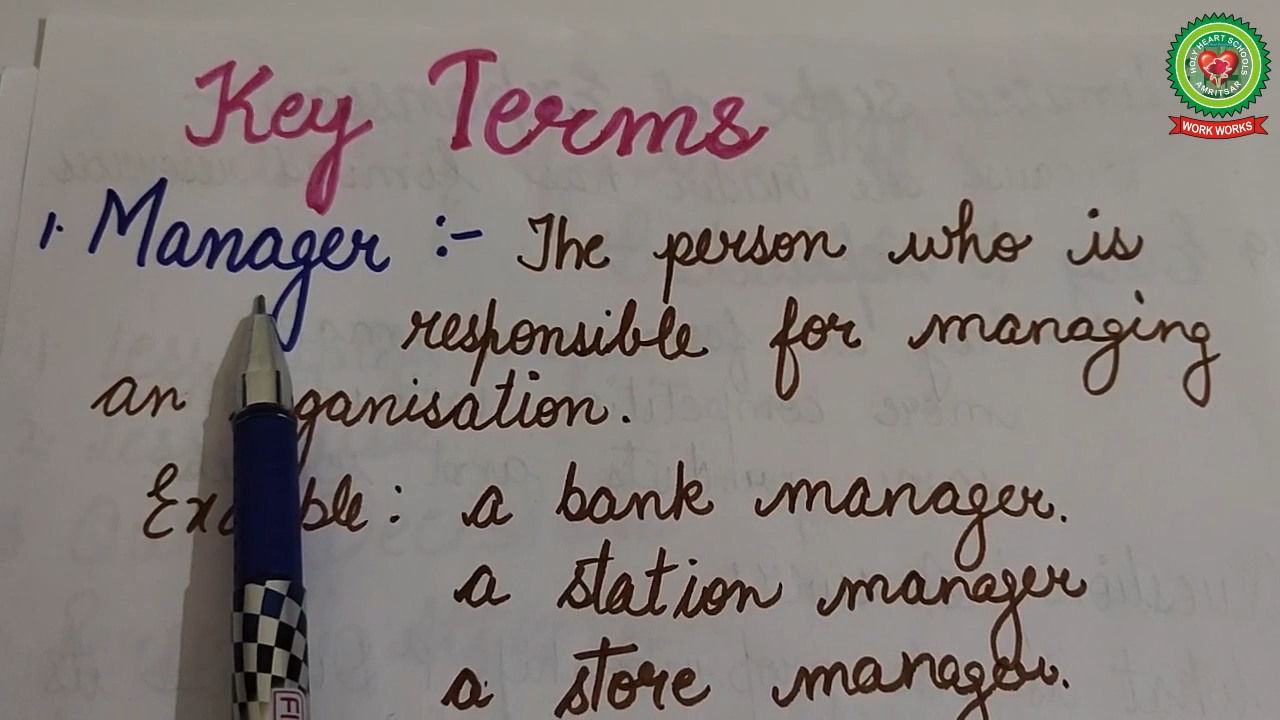 Key Terms
1. Manager :- The person who is
responsible for managing
an ganisation.
Ex ble : a bank manager.
a station manager
a store manager.
HOLY HEART SCHOOLS
AMRITSAR
WORK WORKS
FI